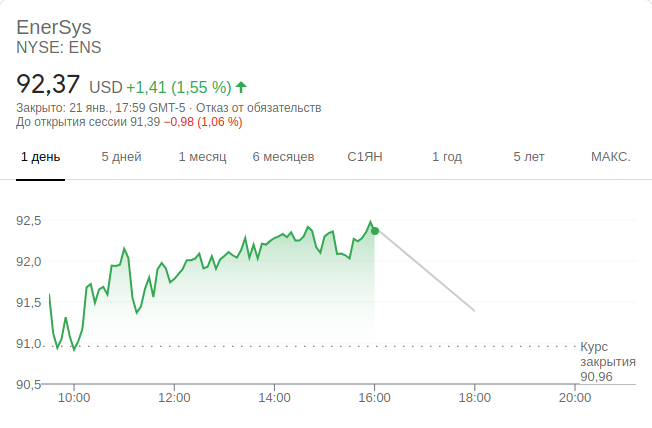 EnerSys
NYSE: ENS
92,37 USD +1,41 (1,55 %)
Закрыто: 21 янв., 17:59 GMT-5 · Отказ от обязательств
До открытия сессии 91,39 −0,98 (1,06 %)
1 день 5 дней 1 месяц 6 месяцев С1ЯН 1 год 5 лет МАКС.
92,5
92,0
91,5
91,0
Курс
закрытия
90,96
90,5
10:00 12:00 14:00 16:00 18:00 20:00